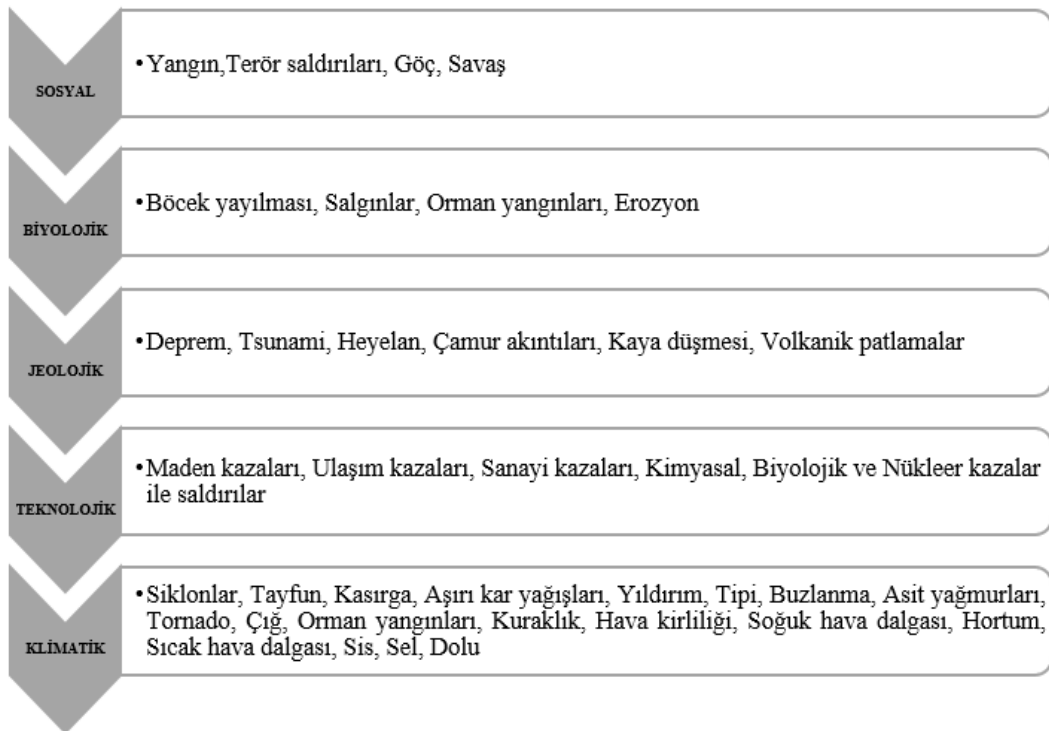 SOSYAL
•Yangın,Terör saldırıları, Göç, Savaş
BİYOLOJİK
•Böcek yayılması, Salgınlar, Orman yangınları, Erozyon
JEOLOJİK
•Deprem, Tsunami, Heyelan, Çamur akıntıları, Kaya düşmesi, Volkanik patlamalar
TEKNOLOJİK
•Maden kazaları, Ulaşım kazaları, Sanayi kazaları, Kimyasal, Biyolojik ve Nükleer kazalar
ile saldırılar
KLİMATİK
•Siklonlar, Tayfun, Kasırga, Aşırı kar yağışları, Yıldırım, Tipi, Buzlanma, Asit yağmurları,
Tornado, Çığ, Orman yangınları, Kuraklık, Hava kirliliği, Soğuk hava dalgası, Hortum,
Sıcak hava dalgası, Sis, Sel, Dolu